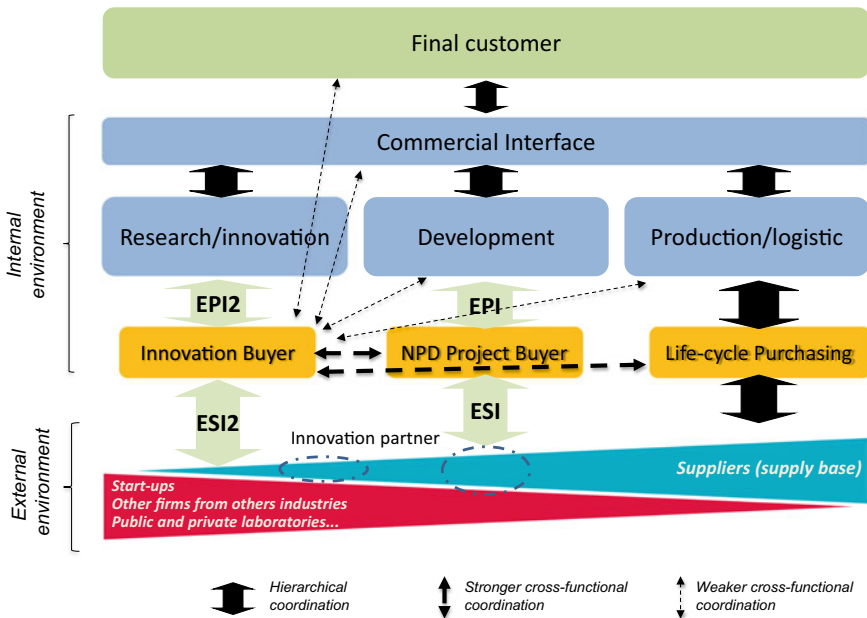 Final customer
Commercial Interface
Internal
environment
Research/innovation
Development
Production/logistic
EPI2
EPI
Innovation Buyer
NPD Project Buyer
Life-cycle Purchasing
ESI2
ESI
Innovation partner
External
environment
Suppliers (supply base)
Start-ups
Other firms from others industries
Public and private laboratories...
Hierarchical
coordination
Stronger cross-functional
coordination
Weaker cross-functional
coordination